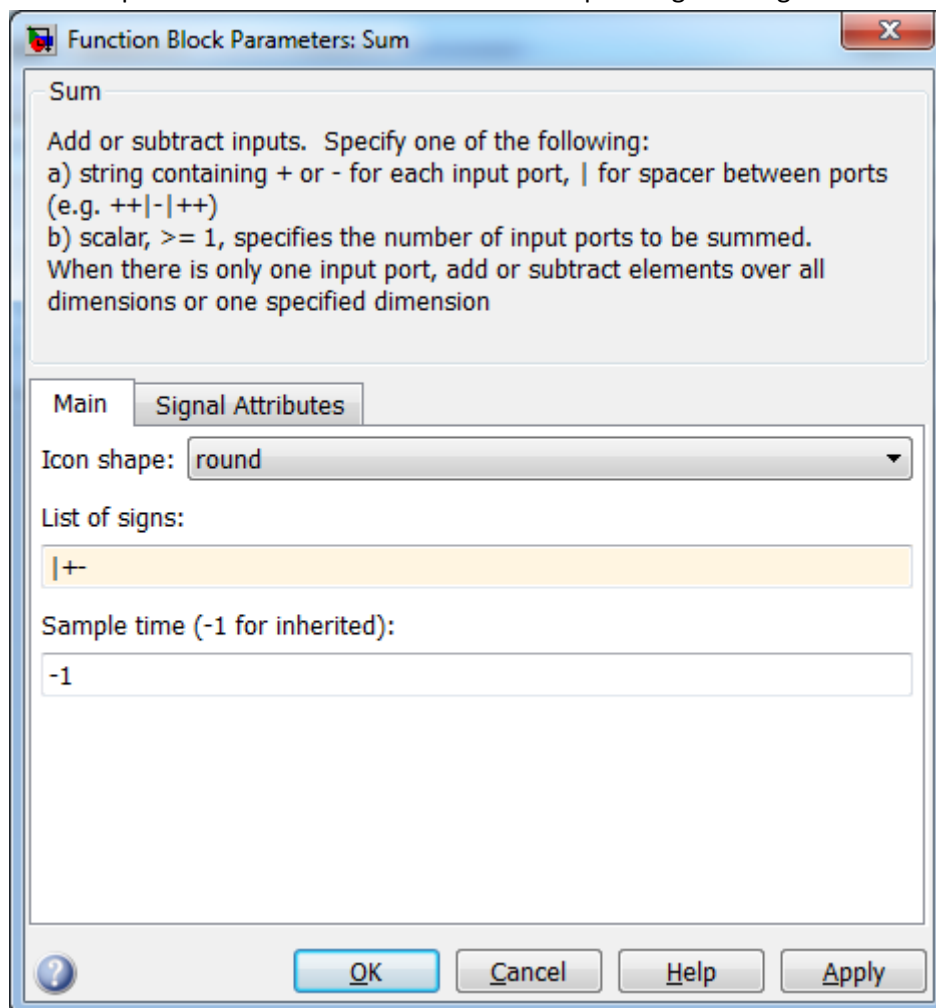 Function Block Parameters: Sum
Sum
Add or subtract inputs. Specify one of the following:
a) string containing + or - for each input port, | for spacer between ports
(e.g. ++|-|++)
b) scalar, >= 1, specifies the number of input ports to be summed.
When there is only one input port, add or subtract elements over all
dimensions or one specified dimension
Main Signal Attributes
Icon shape: round
List of signs:
|+-
Sample time (-1 for inherited):
-1
OK Cancel Help Apply